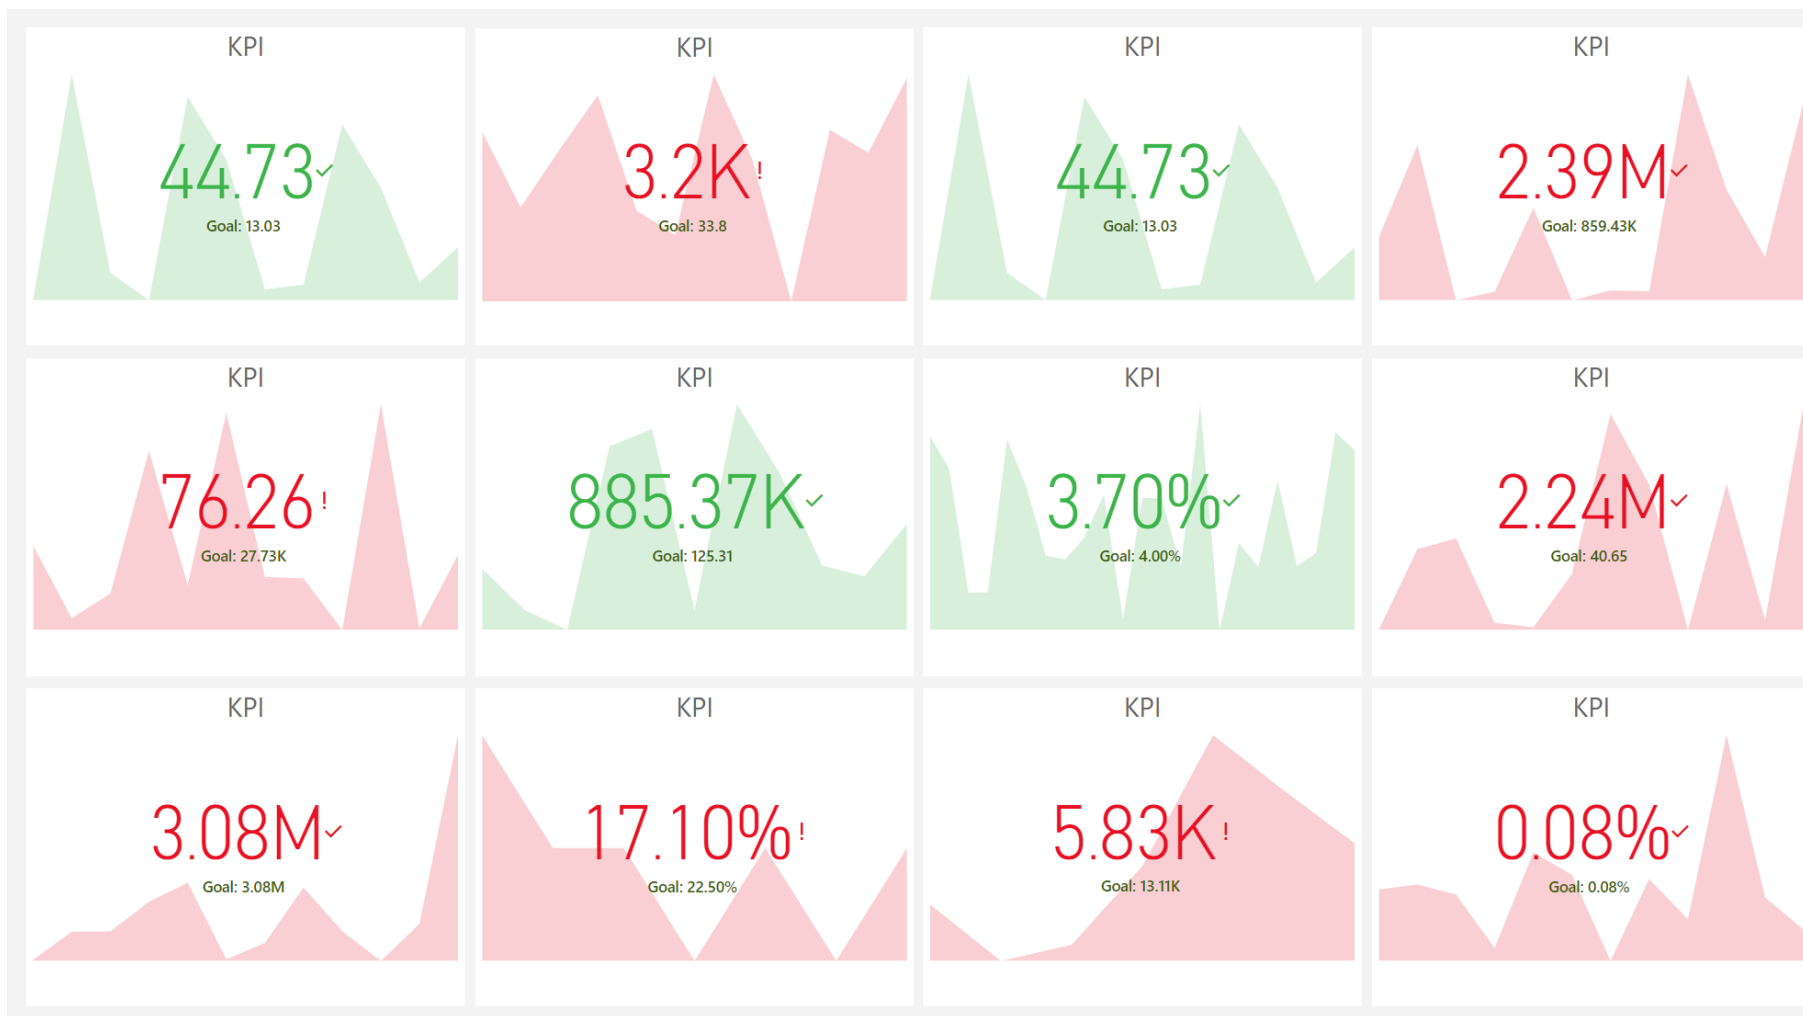 KPI
44.73✓
Goal: 13.03
KPI
3.2K!
Goal: 33.8
KPI
44.73✓
Goal: 13.03
KPI
2.39M✓
Goal: 859.43K
KPI
76.26!
Goal: 27.73K
KPI
885.37K✓
Goal: 125.31
KPI
3.70%✓
Goal: 4.00%
KPI
2.24M✓
Goal: 40.65
KPI
3.08M✓
Goal: 3.08M
KPI
17.10%!
Goal: 22.50%
KPI
5.83K!
Goal: 13.11K
KPI
0.08%✓
Goal: 0.08%